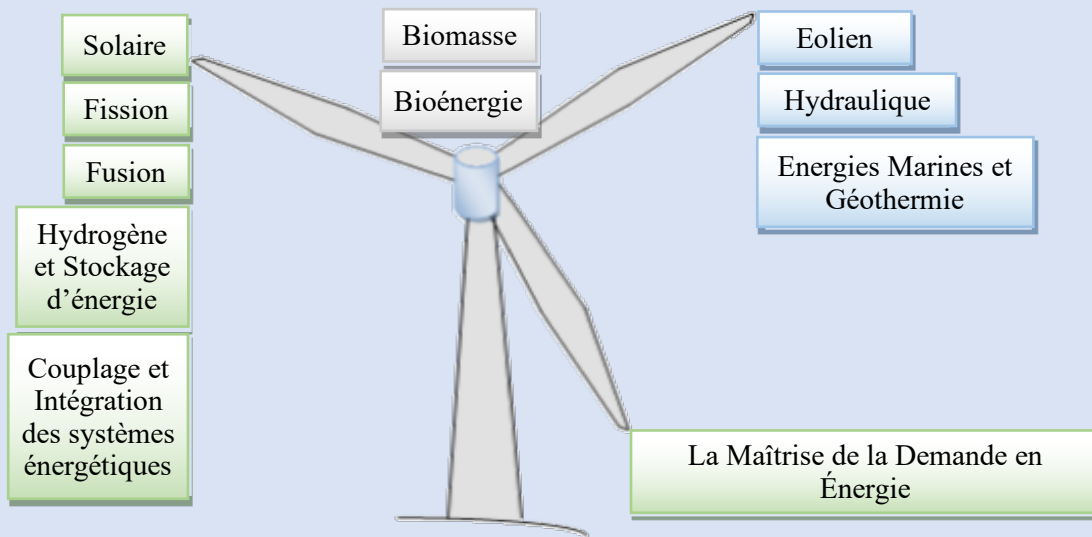 Solaire
Fission
Fusion
Hydrogène
et Stockage
d’énergie
Couplage et
Intégration
des systèmes
énergétiques
Biomasse
Bioénergie
Eolien
Hydraulique
Energies Marines et
Géothermie
La Maîtrise de la Demande en
Énergie